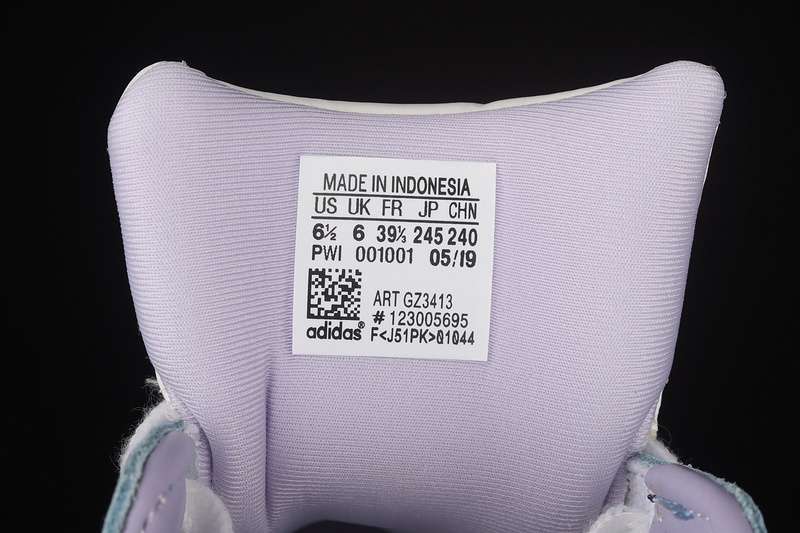 MADE IN INDONESIA
US UK FR JP CHN
6½ 6 39⅓ 245 240
PWI 001001 05/19
ART GZ3413
# 123005695
adidas® F<J51PK>01044